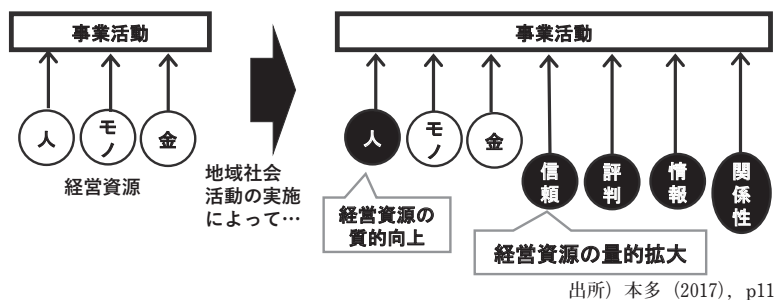 事業活動
人
モノ
金
経営資源
地域社会
活動の実施
によって…
事業活動
人
モノ
金
信頼
評判
情報
関係性
経営資源の
質的向上
経営資源の量的拡大
出所）本多（2017），p11